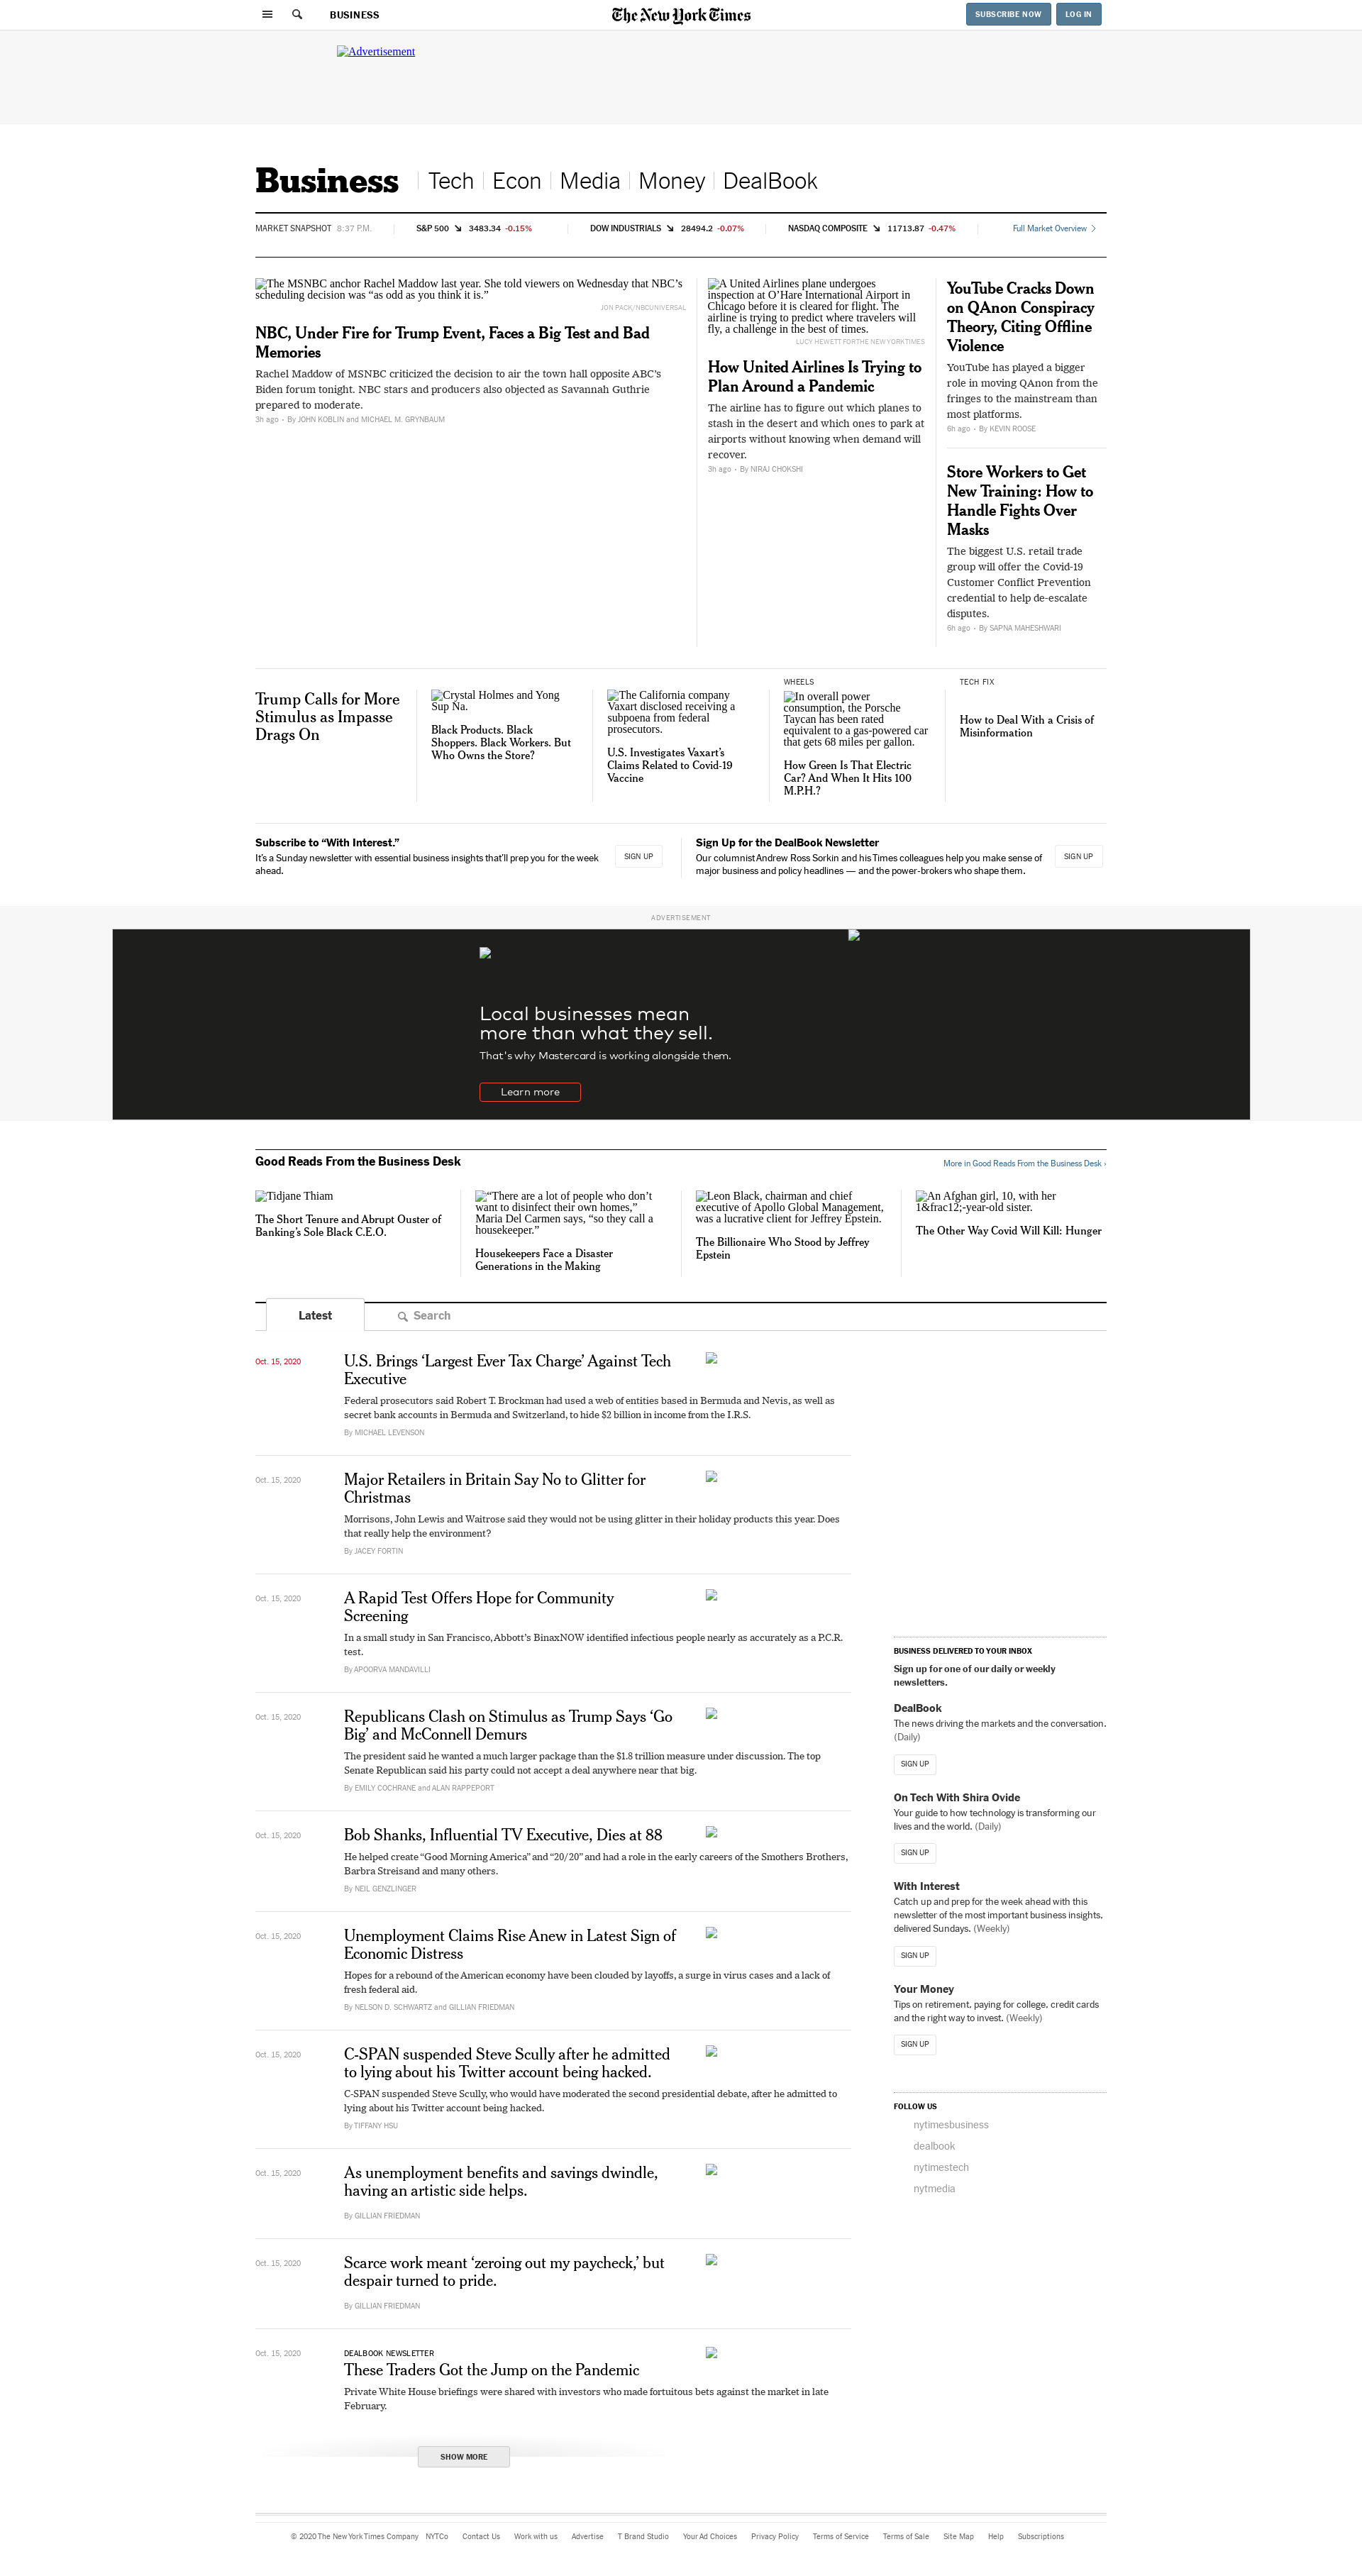 BUSINESS
The New York Times
SUBSCRIBE NOW
LOG IN
Advertisement
Business
Tech
Econ
Media
Money
DealBook
MARKET SNAPSHOT 8:37 P.M.
S&P 500 3483.34 -0.15%
DOW INDUSTRIALS 28494.2 -0.07%
NASDAQ COMPOSITE 11713.87 -0.47%
Full Market Overview
The MSNBC anchor Rachel Maddow last year. She told viewers on Wednesday that NBC’s
scheduling decision was “as odd as you think it is.”
JON PACK/NBCUNIVERSAL
NBC, Under Fire for Trump Event, Faces a Big Test and Bad
Memories
Rachel Maddow of MSNBC criticized the decision to air the town hall opposite ABC’s
Biden forum tonight. NBC stars and producers also objected as Savannah Guthrie
prepared to moderate.
3h ago • By JOHN KOBLIN and MICHAEL M. GRYNBAUM
A United Airlines plane undergoes
inspection at O’Hare International Airport in
Chicago before it is cleared for flight. The
airline is trying to predict where travelers will
fly, a challenge in the best of times.
LUCY HEWETT FOR THE NEW YORK TIMES
How United Airlines Is Trying to
Plan Around a Pandemic
The airline has to figure out which planes to
stash in the desert and which ones to park at
airports without knowing when demand will
recover.
3h ago • By NIRAJ CHOKSHI
YouTube Cracks Down
on QAnon Conspiracy
Theory, Citing Offline
Violence
YouTube has played a bigger
role in moving QAnon from the
fringes to the mainstream than
most platforms.
6h ago • By KEVIN ROOSE
Store Workers to Get
New Training: How to
Handle Fights Over
Masks
The biggest U.S. retail trade
group will offer the Covid-19
Customer Conflict Prevention
credential to help de-escalate
disputes.
6h ago • By SAPNA MAHESHWARI
Trump Calls for More
Stimulus as Impasse
Drags On
Crystal Holmes and Yong
Sup Na.
Black Products. Black
Shoppers. Black Workers. But
Who Owns the Store?
The California company
Vaxart disclosed receiving a
subpoena from federal
prosecutors.
U.S. Investigates Vaxart’s
Claims Related to Covid-19
Vaccine
WHEELS
In overall power
consumption, the Porsche
Taycan has been rated
equivalent to a gas-powered car
that gets 68 miles per gallon.
How Green Is That Electric
Car? And When It Hits 100
M.P.H.?
TECH FIX
How to Deal With a Crisis of
Misinformation
Subscribe to “With Interest.”
It’s a Sunday newsletter with essential business insights that’ll prep you for the week
ahead.
SIGN UP
Sign Up for the DealBook Newsletter
Our columnist Andrew Ross Sorkin and his Times colleagues help you make sense of
major business and policy headlines — and the power-brokers who shape them.
SIGN UP
ADVERTISEMENT
Local businesses mean
more than what they sell.
That's why Mastercard is working alongside them.
Learn more
Good Reads From the Business Desk
More in Good Reads From the Business Desk ›
Tidjane Thiam
The Short Tenure and Abrupt Ouster of
Banking’s Sole Black C.E.O.
“There are a lot of people who don’t
want to disinfect their own homes,”
Maria Del Carmen says, “so they call a
housekeeper.”
Housekeepers Face a Disaster
Generations in the Making
Leon Black, chairman and chief
executive of Apollo Global Management,
was a lucrative client for Jeffrey Epstein.
The Billionaire Who Stood by Jeffrey
Epstein
An Afghan girl, 10, with her
1&frac12;-year-old sister.
The Other Way Covid Will Kill: Hunger
Latest
Search
Oct. 15, 2020
U.S. Brings ‘Largest Ever Tax Charge’ Against Tech
Executive
Federal prosecutors said Robert T. Brockman had used a web of entities based in Bermuda and Nevis, as well as
secret bank accounts in Bermuda and Switzerland, to hide $2 billion in income from the I.R.S.
By MICHAEL LEVENSON
Oct. 15, 2020
Major Retailers in Britain Say No to Glitter for
Christmas
Morrisons, John Lewis and Waitrose said they would not be using glitter in their holiday products this year. Does
that really help the environment?
By JACEY FORTIN
Oct. 15, 2020
A Rapid Test Offers Hope for Community
Screening
In a small study in San Francisco, Abbott’s BinaxNOW identified infectious people nearly as accurately as a P.C.R.
test.
By APOORVA MANDAVILLI
Oct. 15, 2020
Republicans Clash on Stimulus as Trump Says ‘Go
Big’ and McConnell Demurs
The president said he wanted a much larger package than the $1.8 trillion measure under discussion. The top
Senate Republican said his party could not accept a deal anywhere near that big.
By EMILY COCHRANE and ALAN RAPPEPORT
Oct. 15, 2020
Bob Shanks, Influential TV Executive, Dies at 88
He helped create “Good Morning America” and “20/20” and had a role in the early careers of the Smothers Brothers,
Barbra Streisand and many others.
By NEIL GENZLINGER
Oct. 15, 2020
Unemployment Claims Rise Anew in Latest Sign of
Economic Distress
Hopes for a rebound of the American economy have been clouded by layoffs, a surge in virus cases and a lack of
fresh federal aid.
By NELSON D. SCHWARTZ and GILLIAN FRIEDMAN
Oct. 15, 2020
C-SPAN suspended Steve Scully after he admitted
to lying about his Twitter account being hacked.
C-SPAN suspended Steve Scully, who would have moderated the second presidential debate, after he admitted to
lying about his Twitter account being hacked.
By TIFFANY HSU
Oct. 15, 2020
As unemployment benefits and savings dwindle,
having an artistic side helps.
By GILLIAN FRIEDMAN
Oct. 15, 2020
Scarce work meant ‘zeroing out my paycheck,’ but
despair turned to pride.
By GILLIAN FRIEDMAN
Oct. 15, 2020
DEALBOOK NEWSLETTER
These Traders Got the Jump on the Pandemic
Private White House briefings were shared with investors who made fortuitous bets against the market in late
February.
SHOW MORE
BUSINESS DELIVERED TO YOUR INBOX
Sign up for one of our daily or weekly
newsletters.
DealBook
The news driving the markets and the conversation.
(Daily)
SIGN UP
On Tech With Shira Ovide
Your guide to how technology is transforming our
lives and the world. (Daily)
SIGN UP
With Interest
Catch up and prep for the week ahead with this
newsletter of the most important business insights,
delivered Sundays. (Weekly)
SIGN UP
Your Money
Tips on retirement, paying for college, credit cards
and the right way to invest. (Weekly)
SIGN UP
FOLLOW US
nytimesbusiness
dealbook
nytimestech
nytmedia
© 2020 The New York Times Company NYTCo Contact Us Work with us Advertise T Brand Studio Your Ad Choices Privacy Policy Terms of Service Terms of Sale Site Map Help Subscriptions